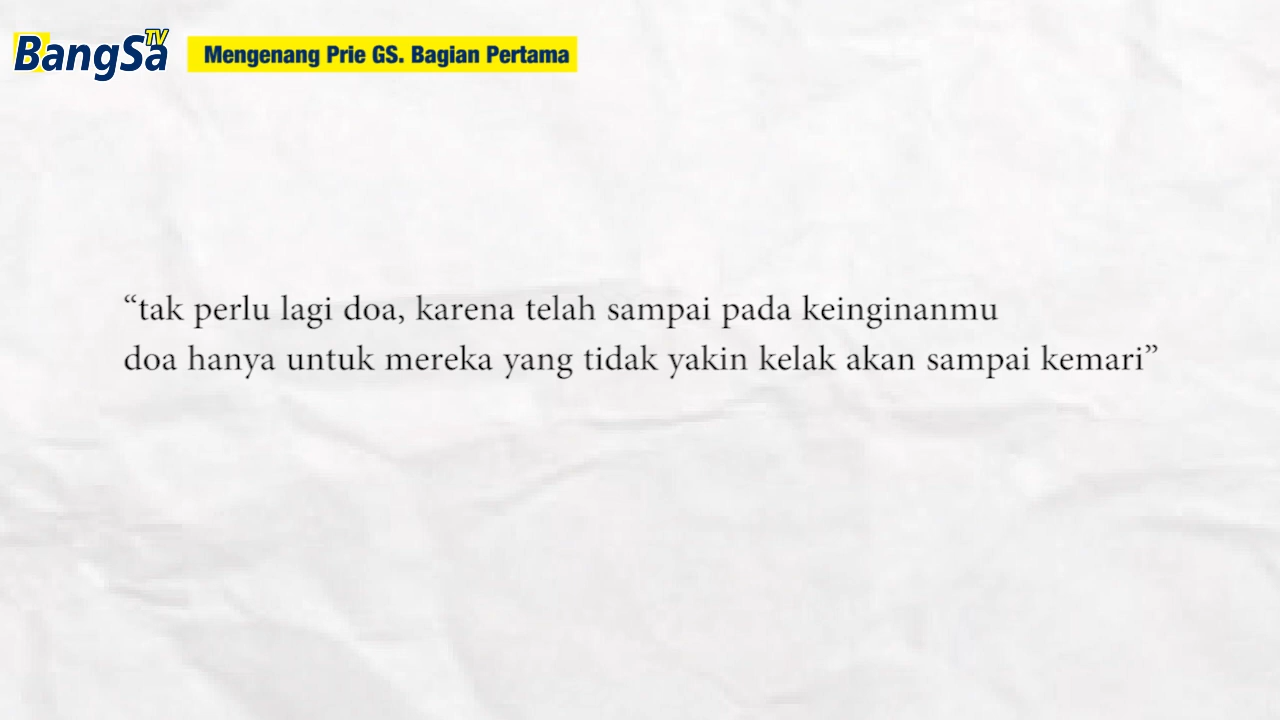 BangSa TV
Mengenang Prie GS. Bagian Pertama
“tak perlu lagi doa, karena telah sampai pada keinginanmu
doa hanya untuk mereka yang tidak yakin kelak akan sampai kemari”